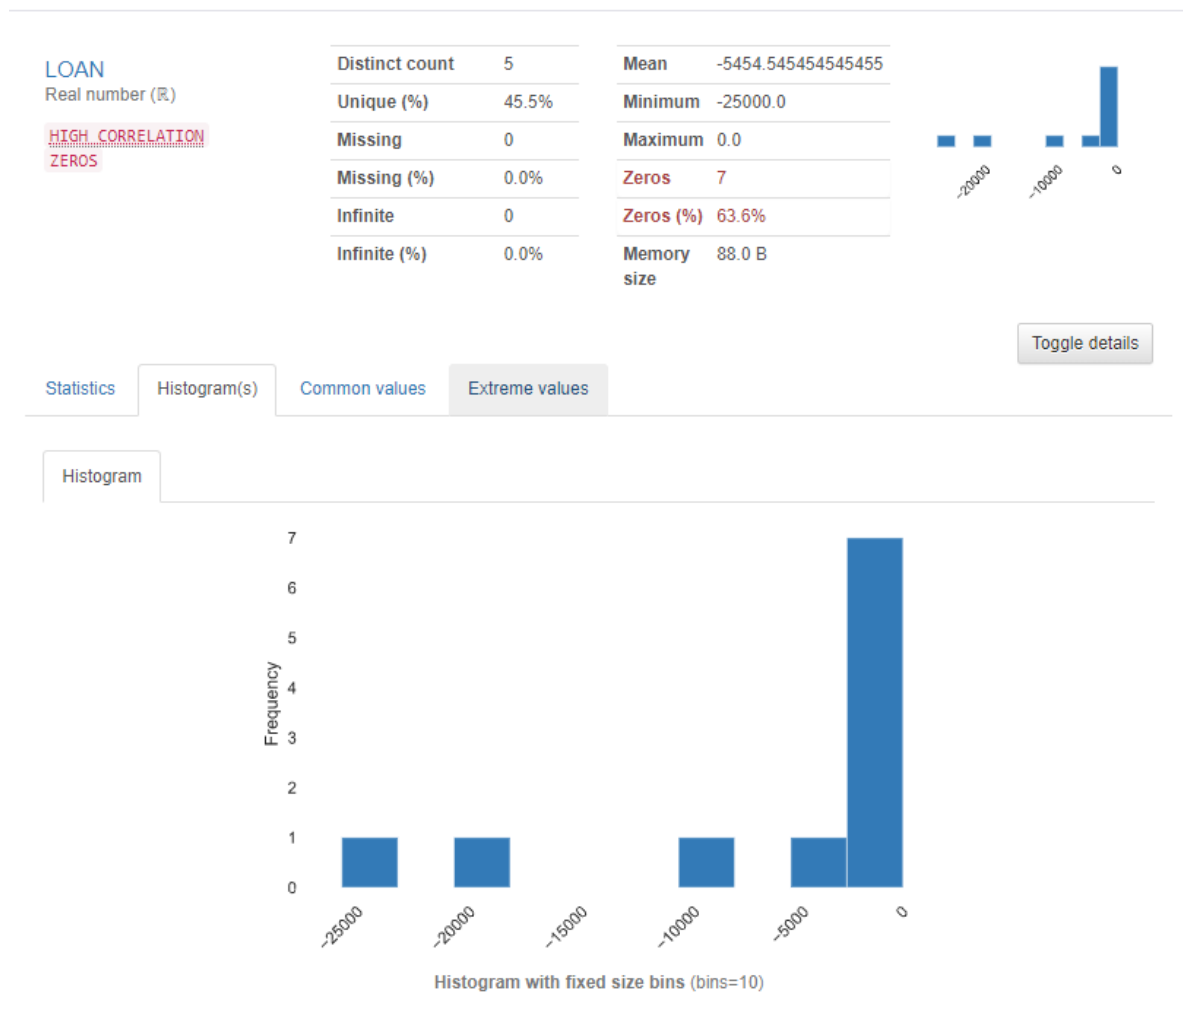 LOAN
Real number (ℝ)
HIGH CORRELATION
ZEROS
Distinct count 5
Unique (%) 45.5%
Missing 0
Missing (%) 0.0%
Infinite 0
Infinite (%) 0.0%
Mean -5454.545454545455
Minimum -25000.0
Maximum 0.0
Zeros 7
Zeros (%) 63.6%
Memory size 88.0 B
−20000 −10000 0
Toggle details
Statistics Histogram(s) Common values Extreme values
Histogram
7
6
5
4
3
2
1
0
Frequency
−25000 −20000 −15000 −10000 −5000 0
Histogram with fixed size bins (bins=10)